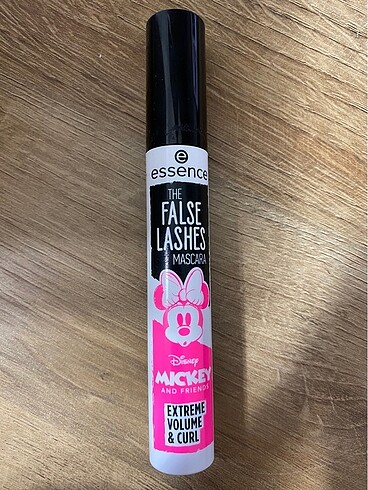 e
essence
THE
FALSE
LASHES
MASCARA
Disney
MICKEY
AND FRIENDS
EXTREME
VOLUME
& CURL